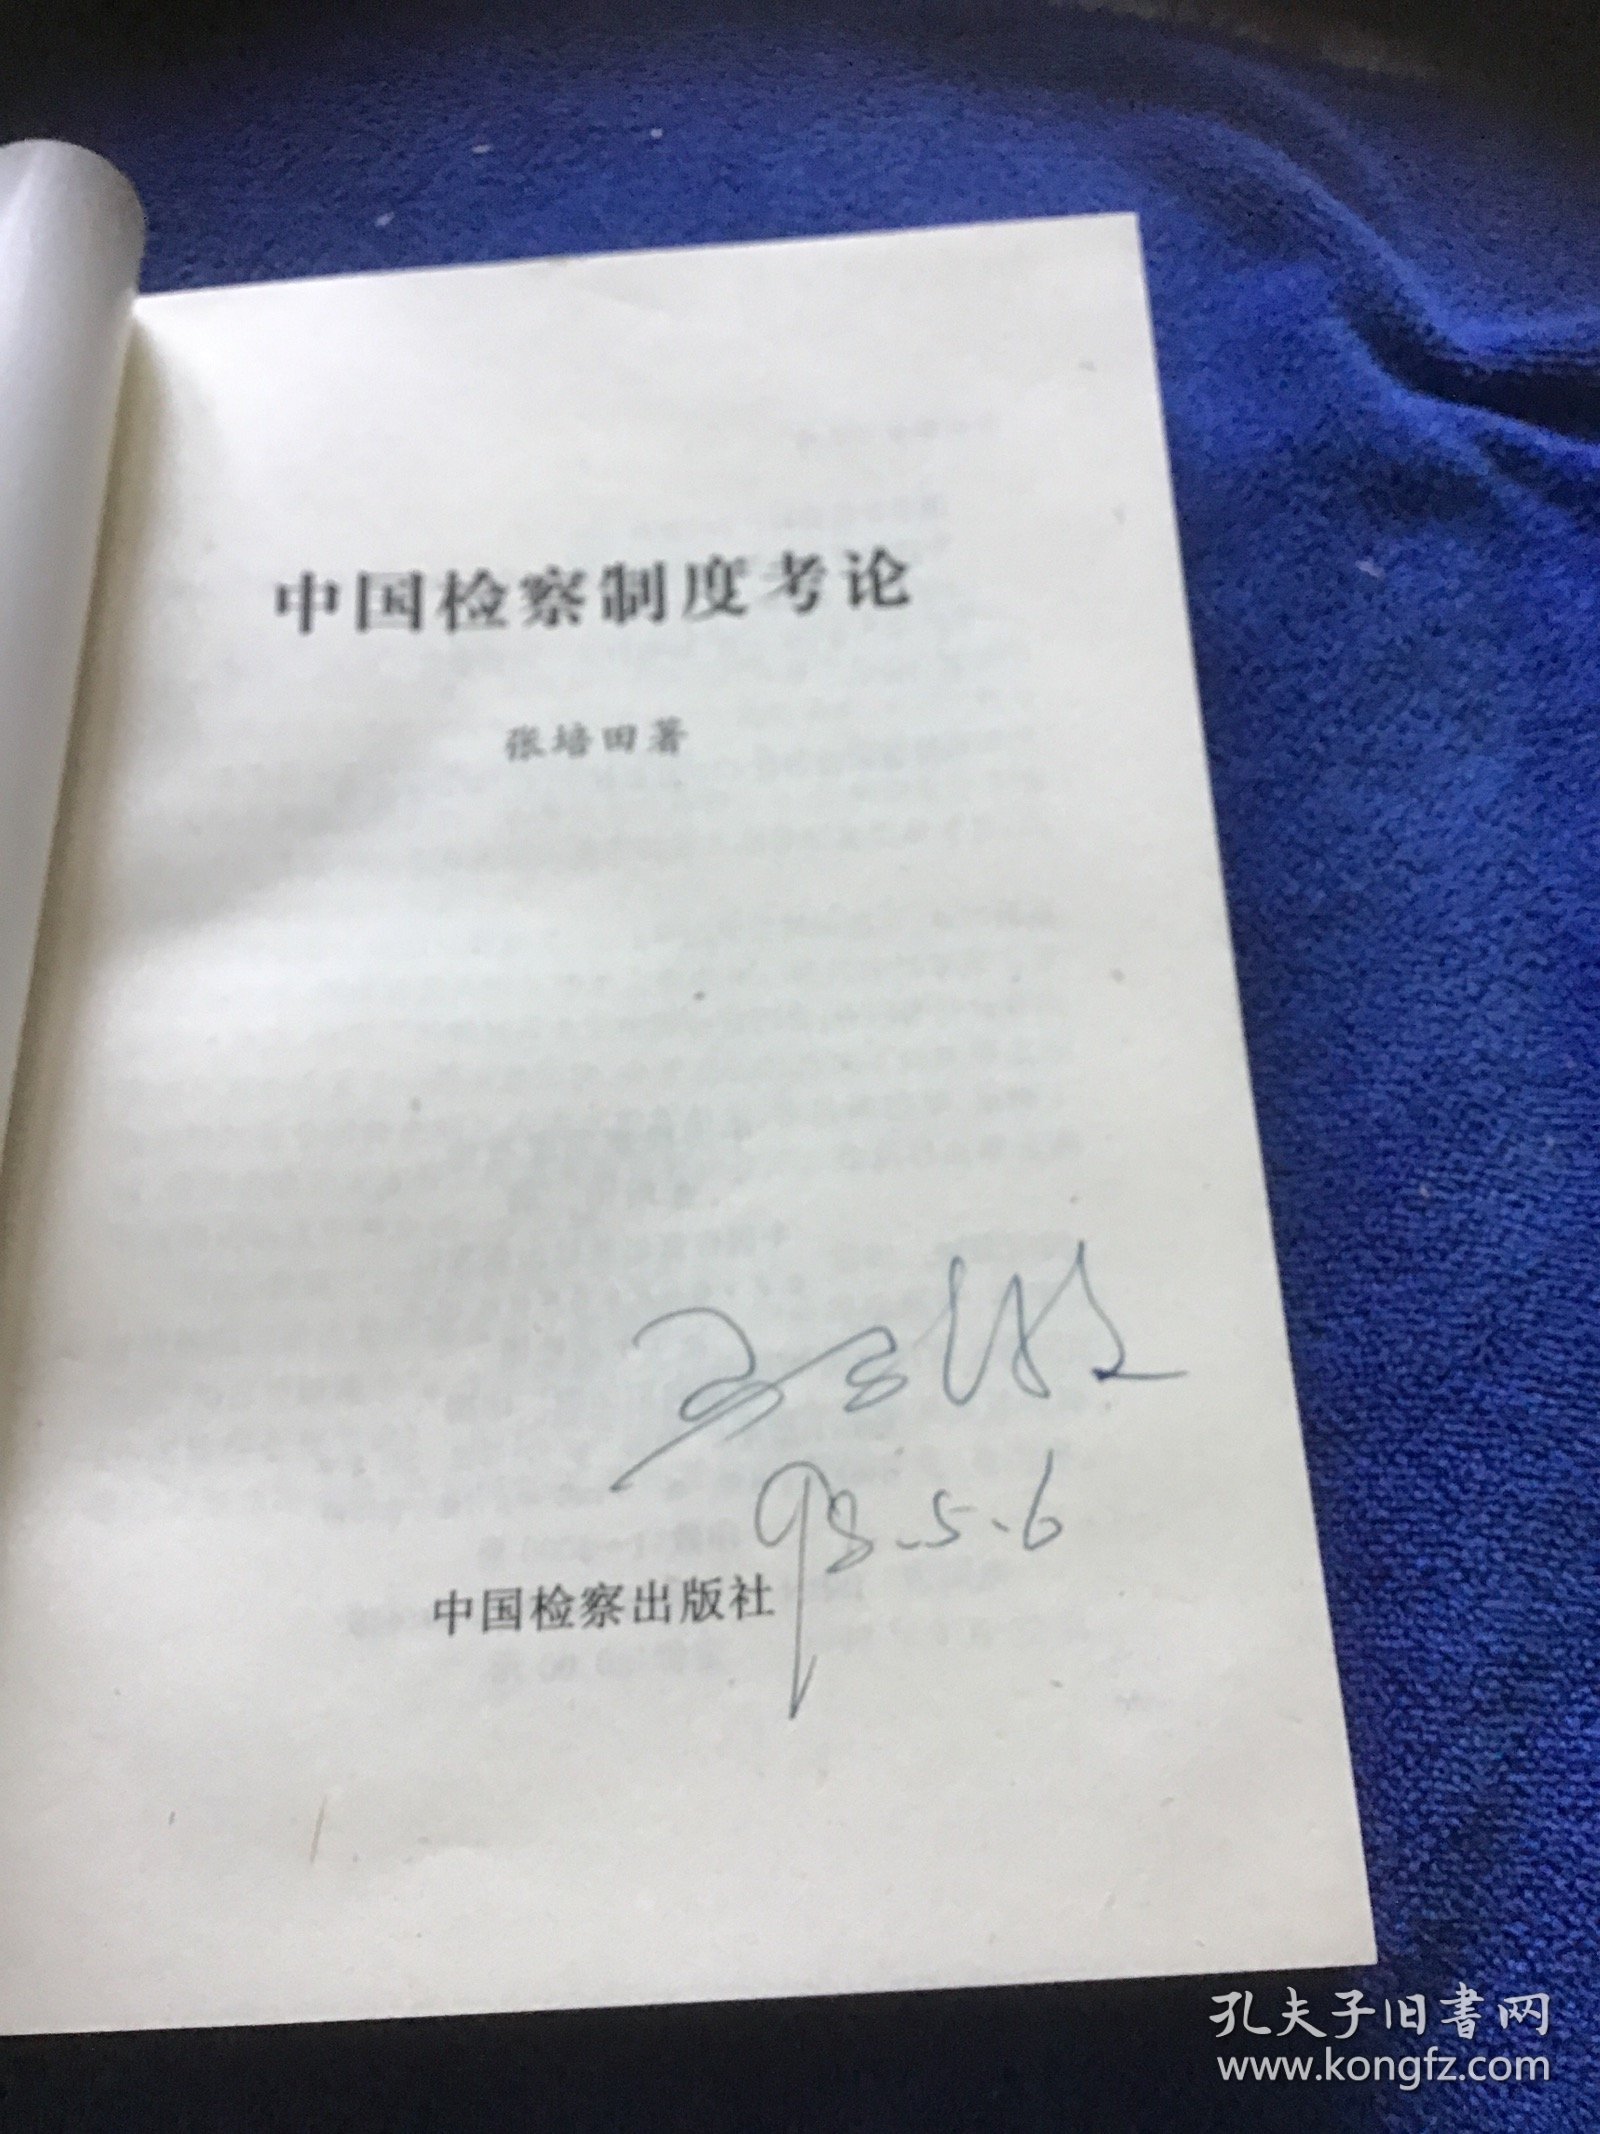 中国检察制度考论
张培田著
98.5.6
中国检察出版社
孔夫子旧书网
www.kongfz.com